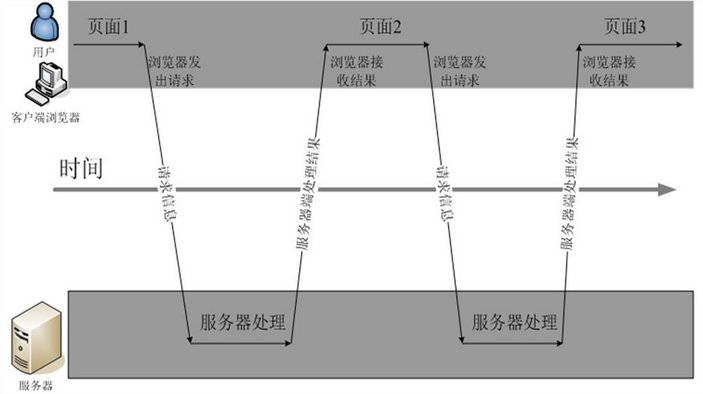 页面1
页面2
页面3
用户
浏览器发
出请求
浏览器接
收结果
浏览器发
出请求
浏览器接
收结果
客户端浏览器
时间
请求信息
服务器端处理结果
请求信息
服务器端处理结果
服务器处理
服务器处理
服务器